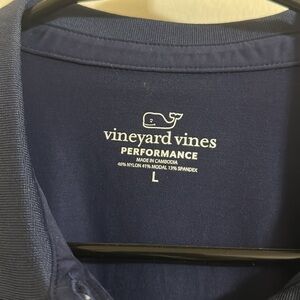 vineyard vines
PERFORMANCE
MADE IN CAMBODIA
46% NYLON 41% MODAL 13% SPANDEX
L